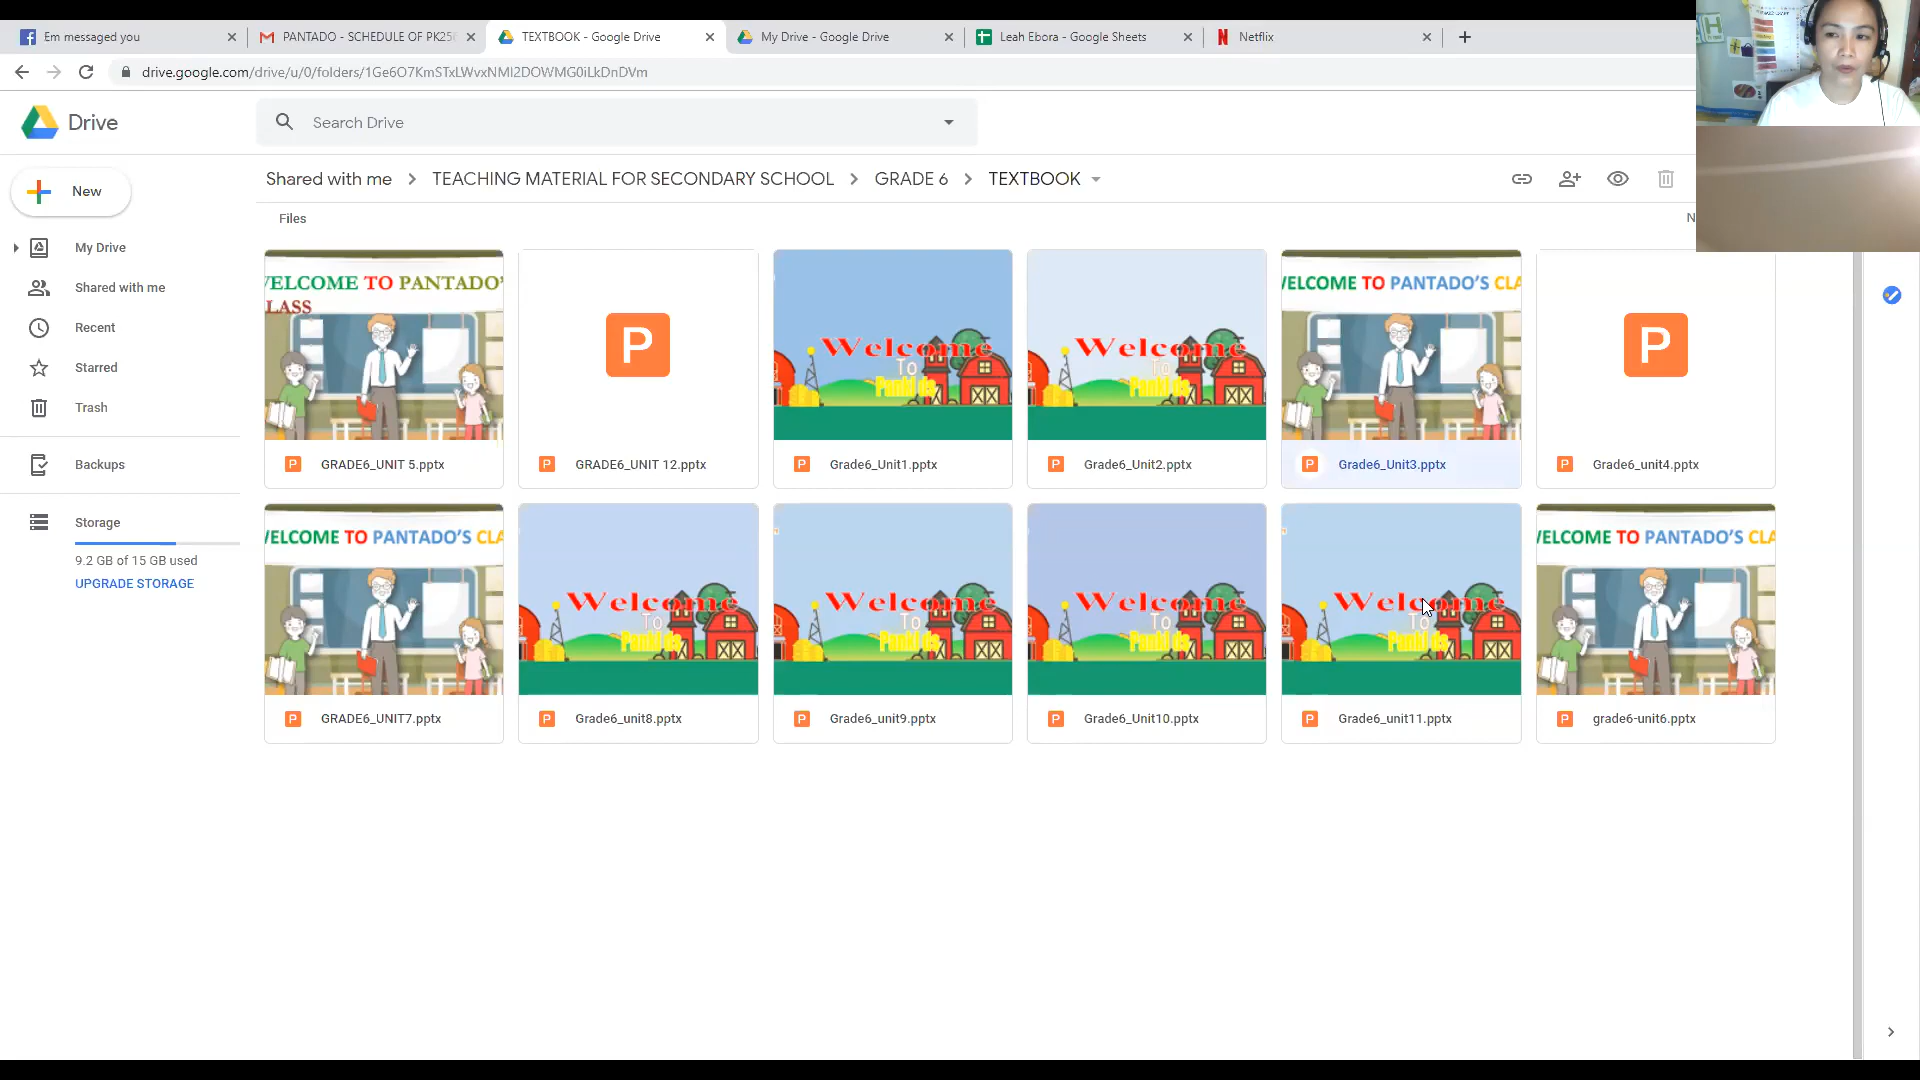 Em messaged you
PANTADO - SCHEDULE OF PK256
TEXTBOOK - Google Drive
My Drive - Google Drive
Leah Ebora - Google Sheets
Netflix
drive.google.com/drive/u/0/folders/1Ge6O7KmSTxLWvxNMl2DOWMG0iLkDnDVm
Drive
Search Drive
New
Shared with me
TEACHING MATERIAL FOR SECONDARY SCHOOL
GRADE 6
TEXTBOOK
Files
N
My Drive
Shared with me
Recent
Starred
Trash
Backups
Storage
9.2 GB of 15 GB used
UPGRADE STORAGE
ELCOME TO PANTADO'
LASS
P
Welcome
To
Welcome
To
ELCOME TO PANTADO'S CLA
P
GRADE6_UNIT 5.pptx
GRADE6_UNIT 12.pptx
Grade6_Unit1.pptx
Grade6_Unit2.pptx
Grade6_Unit3.pptx
Grade6_unit4.pptx
ELCOME TO PANTADO'S CLA
Welcome
To
Welcome
To
Welcome
To
Welcome
To
ELCOME TO PANTADO'S CLA
GRADE6_UNIT7.pptx
Grade6_unit8.pptx
Grade6_unit9.pptx
Grade6_Unit10.pptx
Grade6_unit11.pptx
grade6-unit6.pptx